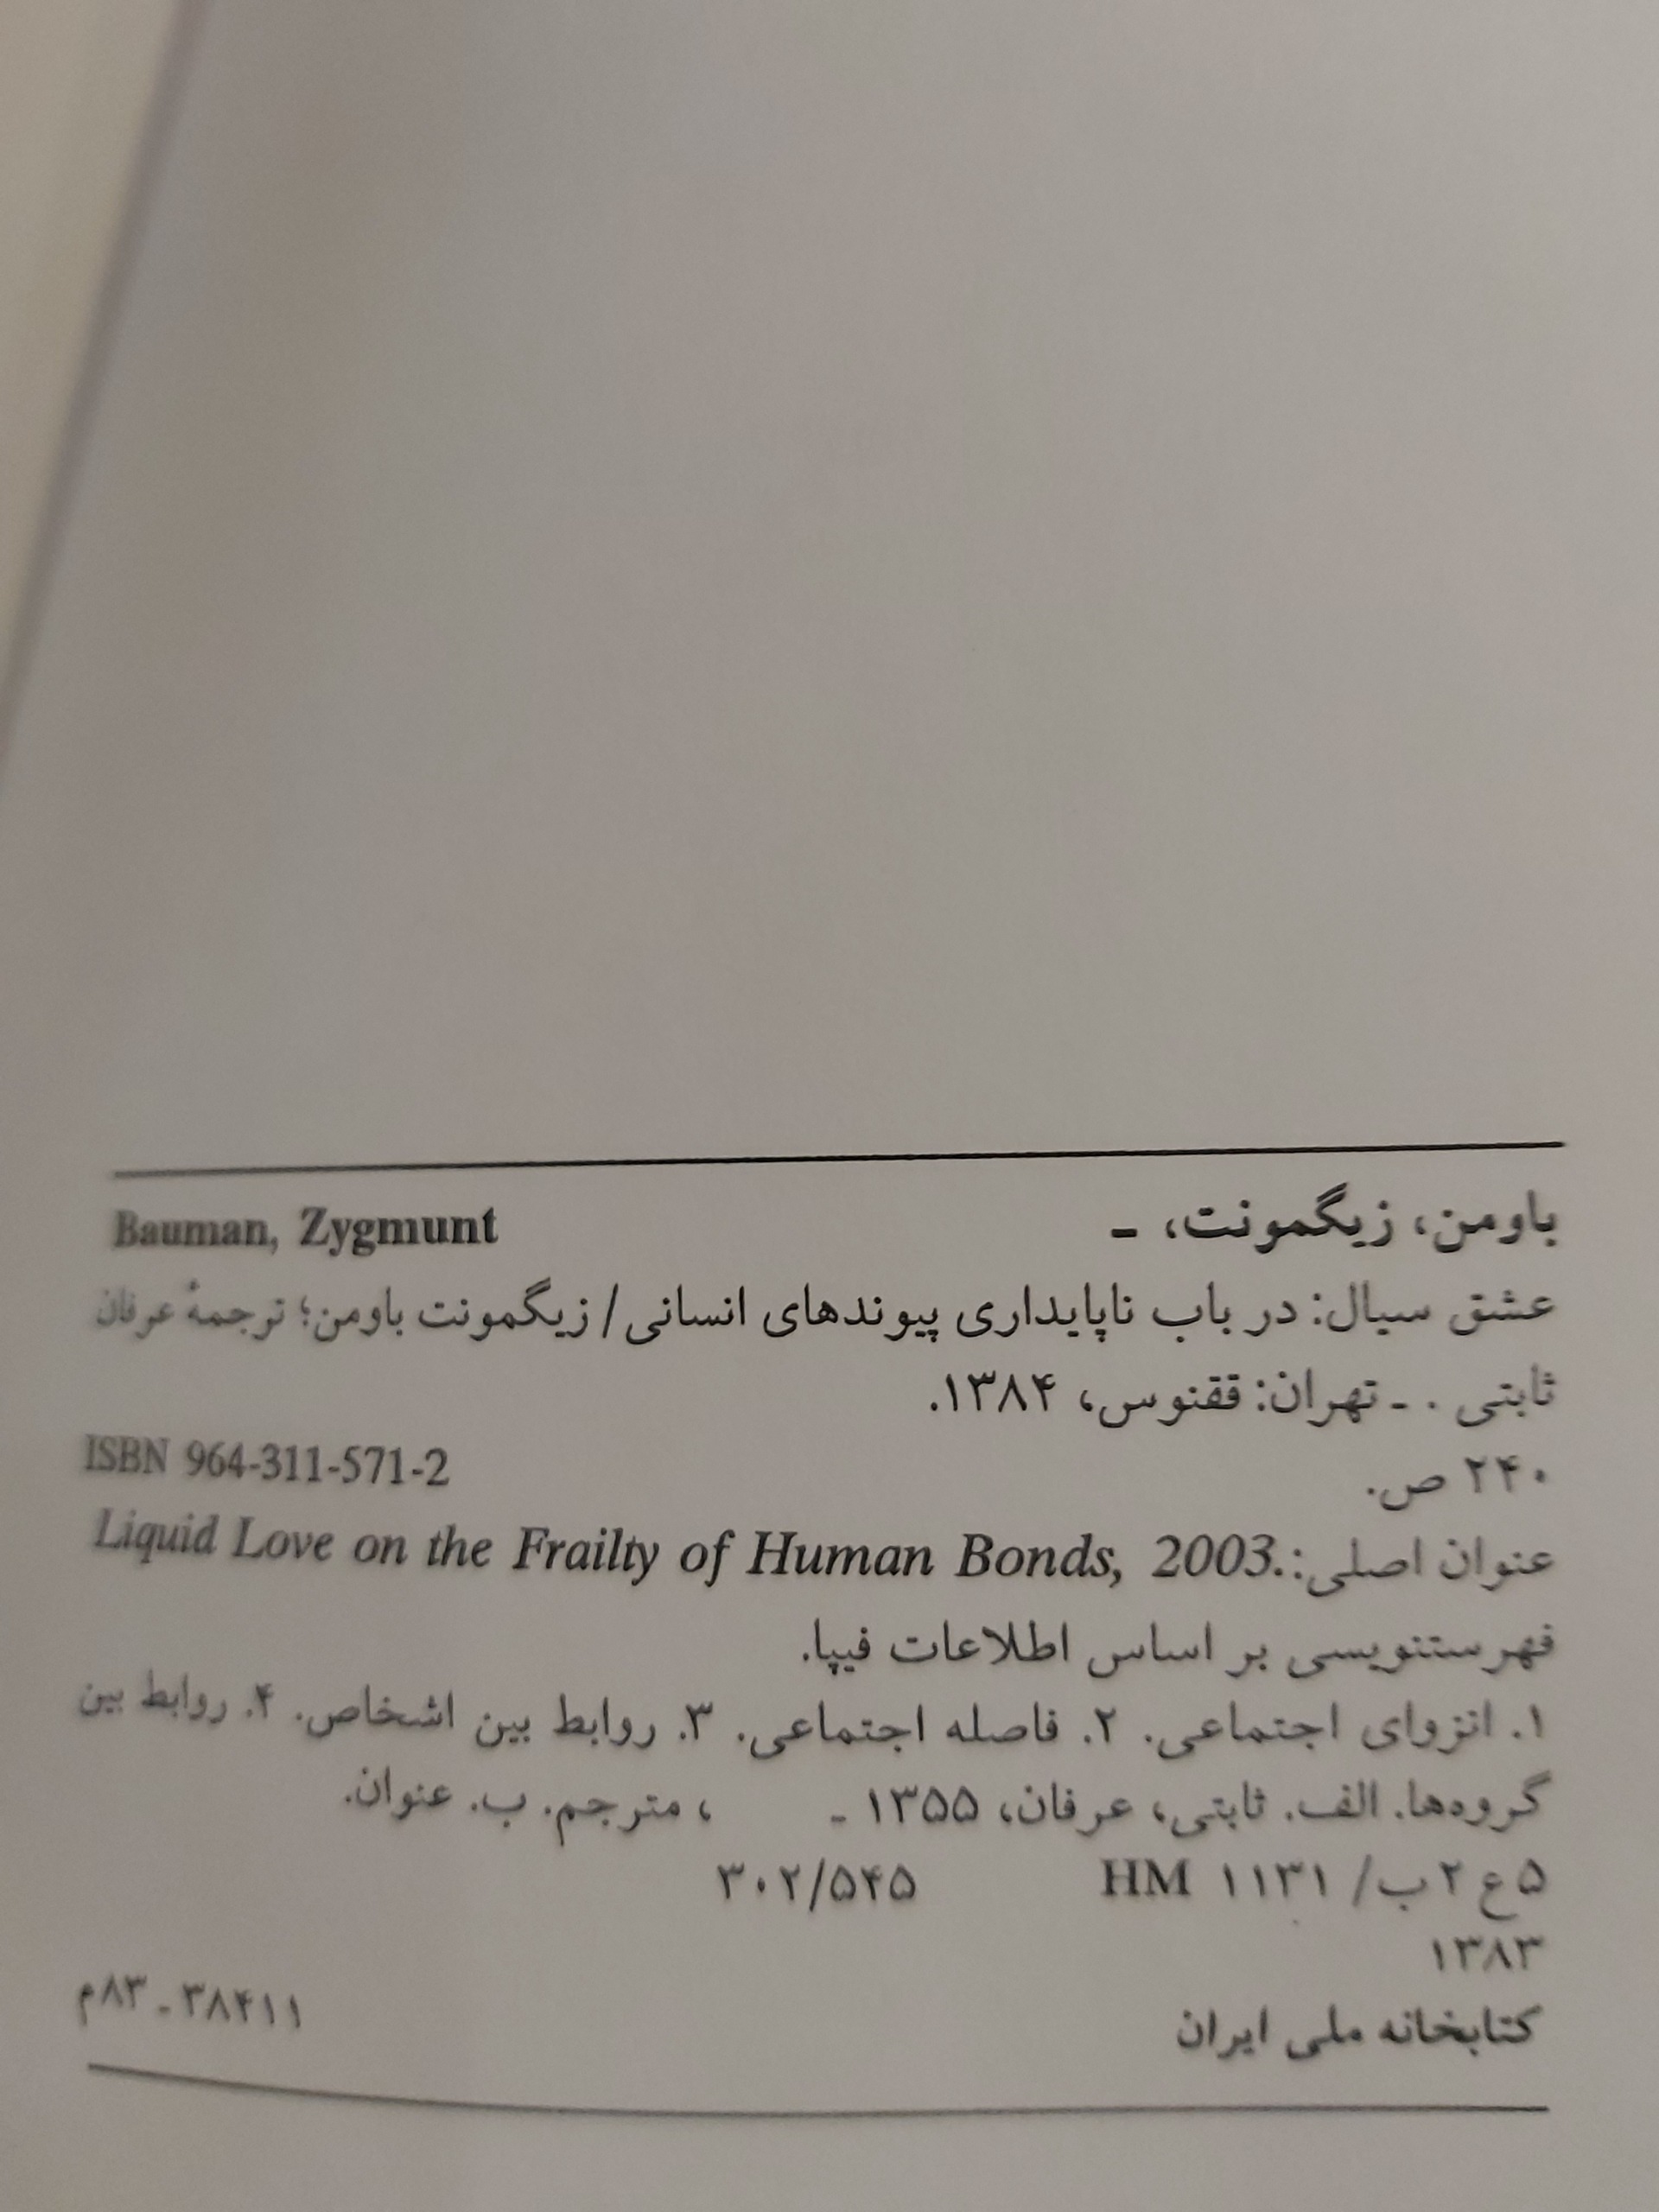 باومن، زیگمونت، ـ Bauman, Zygmunt
عشق سیال: در باب ناپایداری پیوندهای انسانی/ زیگمونت باومن؛ ترجمهٔ عرفان
ثابتی . ـ تهران: ققنوس، ۱۳۸۴.
۲۴۰ ص. ISBN 964-311-571-2
عنوان اصلی:. Liquid Love on the Frailty of Human Bonds, 2003
فهرستنویسی بر اساس اطلاعات فیپا.
۱. انزوای اجتماعی. ۲. فاصله اجتماعی. ۳. روابط بین اشخاص. ۴. روابط بین
گروه‌ها. الف. ثابتی، عرفان، ۱۳۵۵ ـ ، مترجم. ب. عنوان.
۵ ع ۲ ب/ ۱۱۳۱ HM ۳۰۲/۵۴۵
۱۳۸۳
کتابخانه ملی ایران ۳۸۴۱۱ ـ ۸۳م